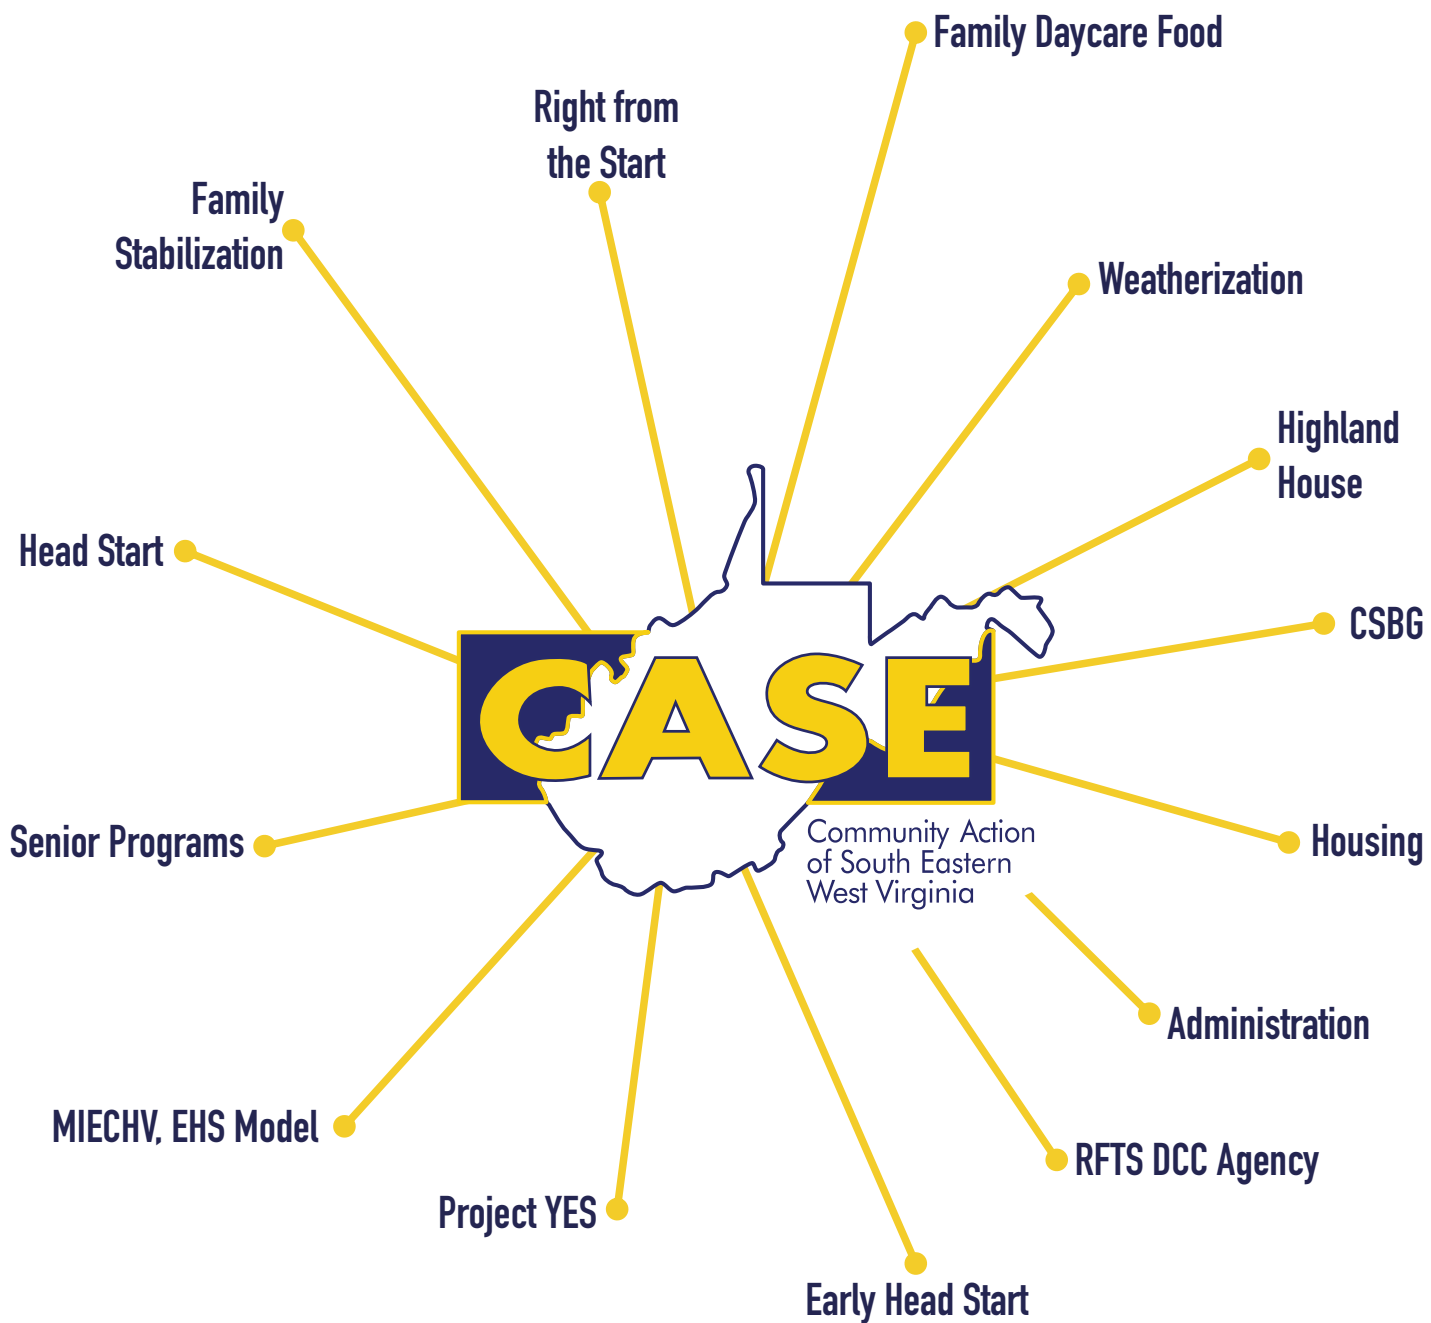 Family Daycare Food
Right from
the Start
Family
Stabilization
Weatherization
Highland
House
Head Start
CSBG
CASE
Community Action
of South Eastern
West Virginia
Senior Programs
Housing
Administration
MIECHV, EHS Model
RFTS DCC Agency
Project YES
Early Head Start